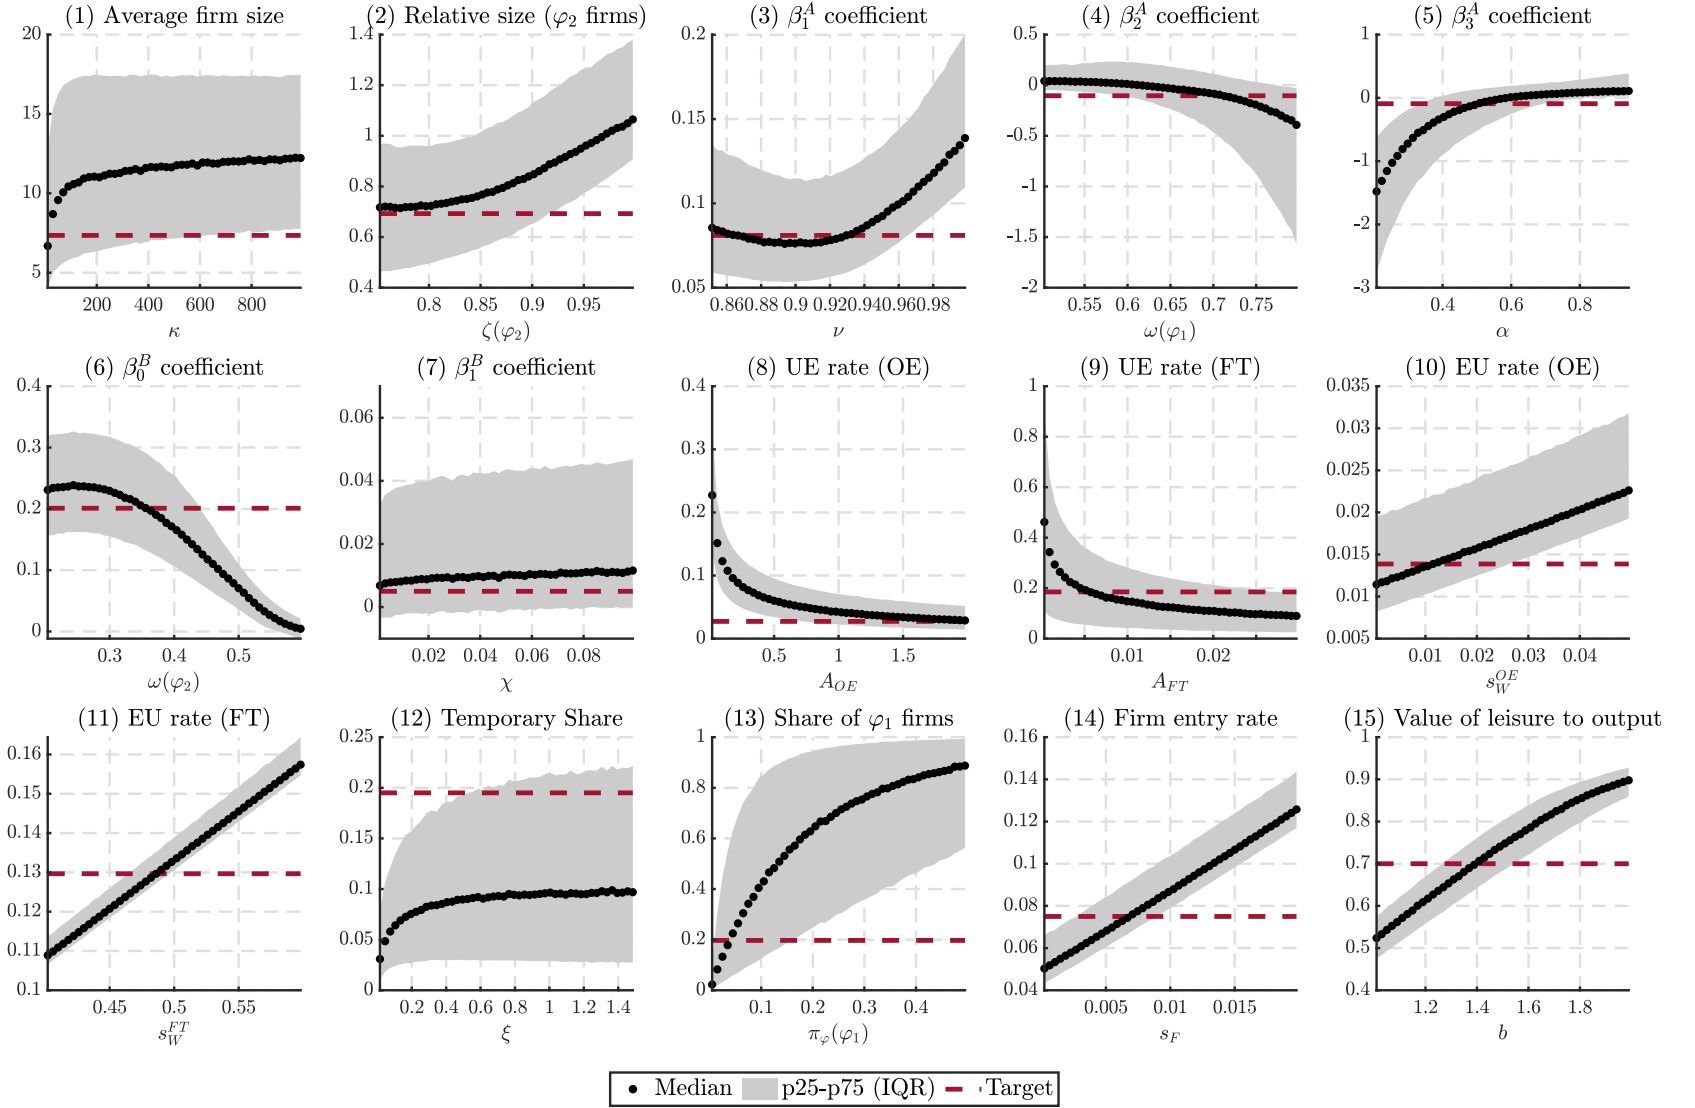 (1) Average firm size
20
15
10
5
200 400 600 800
κ
(2) Relative size (φ₂ firms)
1.4
1.2
1
0.8
0.6
0.4
0.8 0.85 0.9 0.95
ζ(φ₂)
(3) β₁ᴬ coefficient
0.2
0.15
0.1
0.05
0.86 0.88 0.9 0.92 0.94 0.96 0.98
ν
(4) β₂ᴬ coefficient
0.5
0
-0.5
-1
-1.5
-2
0.55 0.6 0.65 0.7 0.75
ω(φ₁)
(5) β₃ᴬ coefficient
1
0
-1
-2
-3
0.4 0.6 0.8
α
(6) β₀ᴮ coefficient
0.4
0.3
0.2
0.1
0
0.3 0.4 0.5
ω(φ₂)
(7) β₁ᴮ coefficient
0.06
0.04
0.02
0
0.02 0.04 0.06 0.08
χ
(8) UE rate (OE)
0.4
0.3
0.2
0.1
0
0.5 1 1.5
A_OE
(9) UE rate (FT)
1
0.8
0.6
0.4
0.2
0
0.01 0.02
A_FT
(10) EU rate (OE)
0.035
0.03
0.025
0.02
0.015
0.01
0.005
0.01 0.02 0.03 0.04
s_W^OE
(11) EU rate (FT)
0.16
0.15
0.14
0.13
0.12
0.11
0.1
0.45 0.5 0.55
s_W^FT
(12) Temporary Share
0.25
0.2
0.15
0.1
0.05
0
0.2 0.4 0.6 0.8 1 1.2 1.4
ξ
(13) Share of φ₁ firms
1
0.8
0.6
0.4
0.2
0
0.1 0.2 0.3 0.4
π_φ(φ₁)
(14) Firm entry rate
0.16
0.14
0.12
0.1
0.08
0.06
0.04
0.005 0.01 0.015
s_F
(15) Value of leisure to output
1
0.9
0.8
0.7
0.6
0.5
0.4
1.2 1.4 1.6 1.8
b
Median p25-p75 (IQR) Target